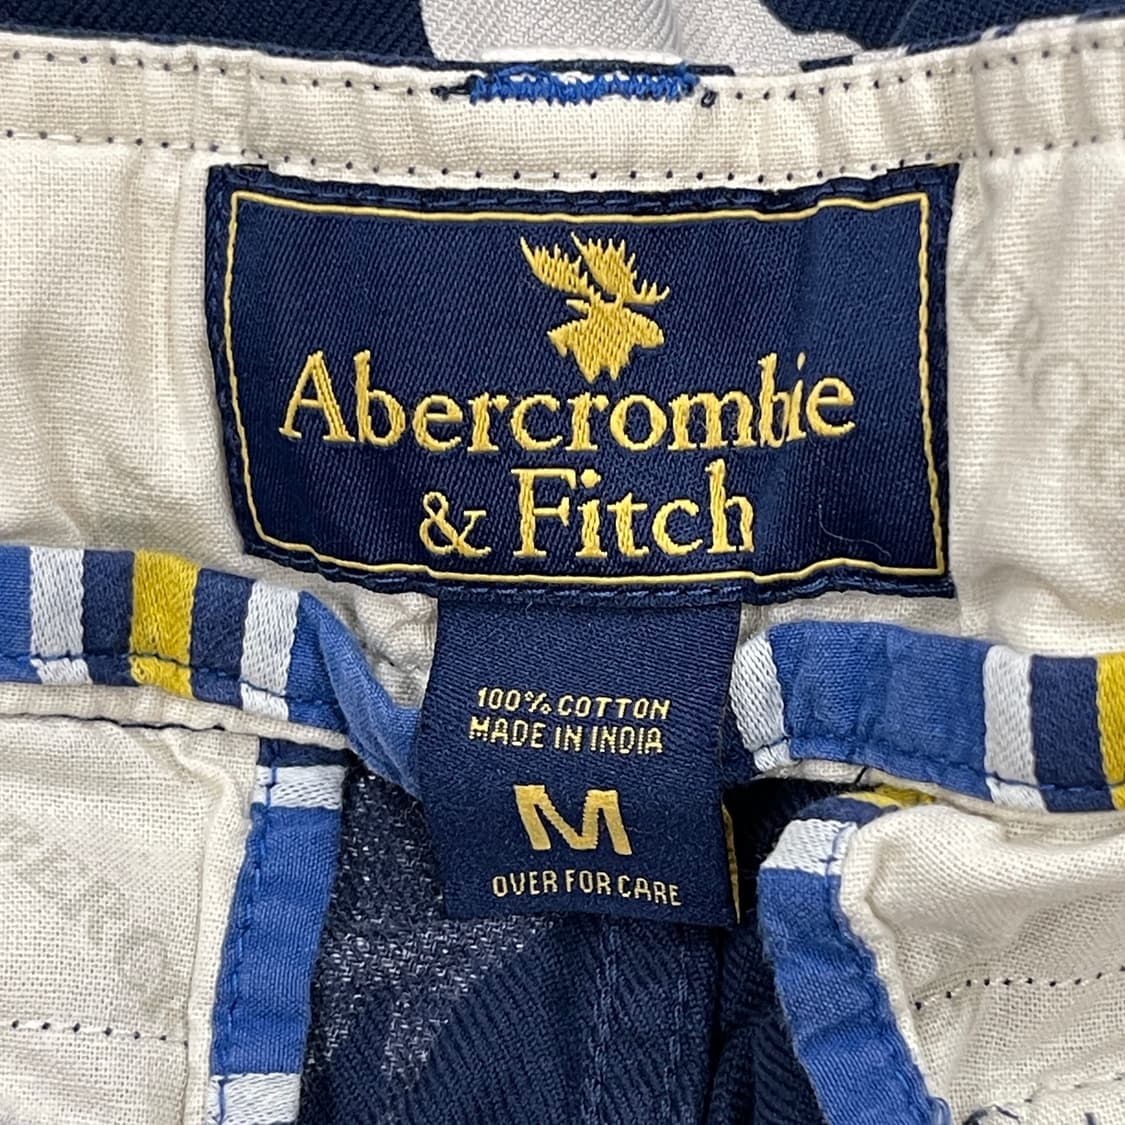 Abercrombie
& Fitch
100% COTTON
MADE IN INDIA
M
OVER FOR CARE